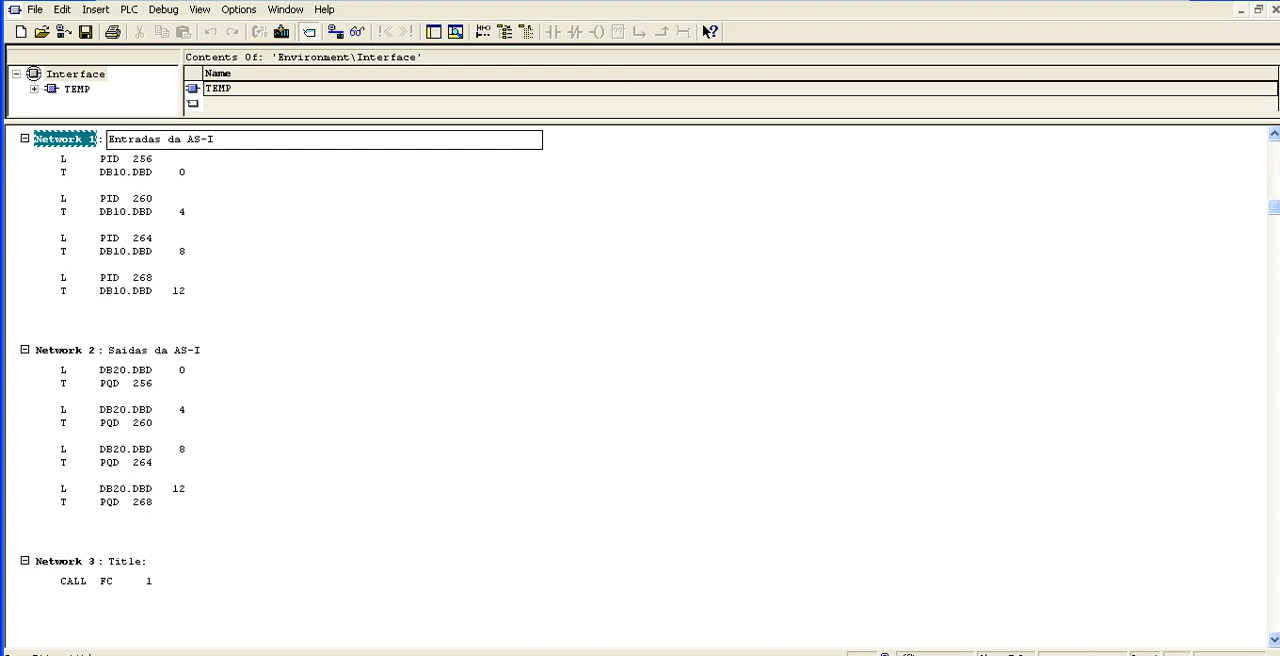 File Edit Insert PLC Debug View Options Window Help
Contents Of: 'Environment\Interface'
Interface
Name
TEMP
TEMP
Network 1: Entradas da AS-I
L PID 256
T DB10.DBD 0
L PID 260
T DB10.DBD 4
L PID 264
T DB10.DBD 8
L PID 268
T DB10.DBD 12
Network 2: Saidas da AS-I
L DB20.DBD 0
T PQD 256
L DB20.DBD 4
T PQD 260
L DB20.DBD 8
T PQD 264
L DB20.DBD 12
T PQD 268
Network 3: Title:
CALL FC 1